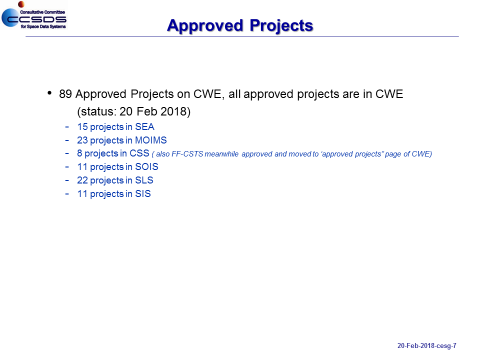 Consultative Committee
CCSDS
for Space Data Systems
Approved Projects
• 89 Approved Projects on CWE, all approved projects are in CWE
(status: 20 Feb 2018)
- 15 projects in SEA
- 23 projects in MOIMS
- 8 projects in CSS ( also FF-CSTS meanwhile approved and moved to 'approved projects" page of CWE)
- 11 projects in SOIS
- 22 projects in SLS
- 11 projects in SIS
20-Feb-2018-cesg-7